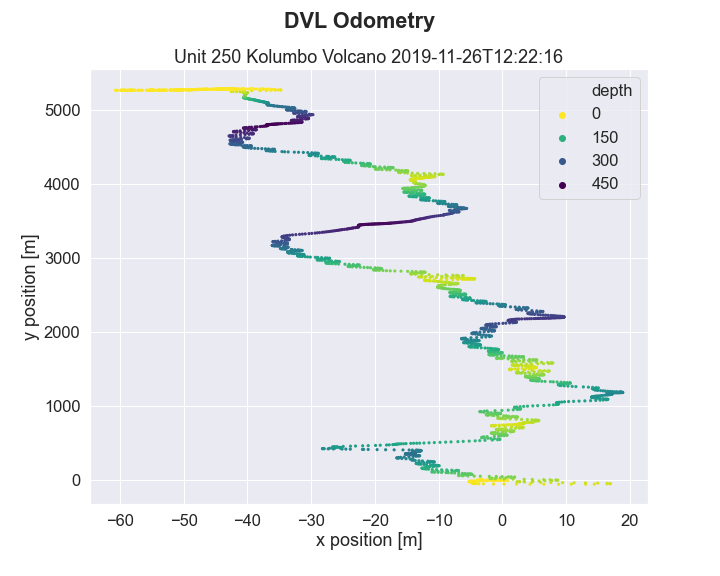 DVL Odometry
Unit 250 Kolumbo Volcano 2019-11-26T12:22:16
depth
0
150
300
450
5000
4000
3000
2000
1000
0
y position [m]
−60 −50 −40 −30 −20 −10 0 10 20
x position [m]